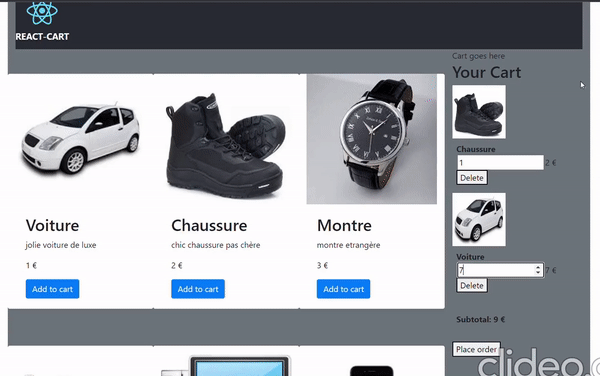 REACT-CART
Cart goes here
Your Cart
Chaussure
1 2 €
Delete
Voiture
7 7 €
Delete
Subtotal: 9 €
Place order
Voiture
jolie voiture de luxe
1 €
Add to cart
Chaussure
chic chaussure pas chère
2 €
Add to cart
Montre
montre etrangère
3 €
Add to cart
clideo.c